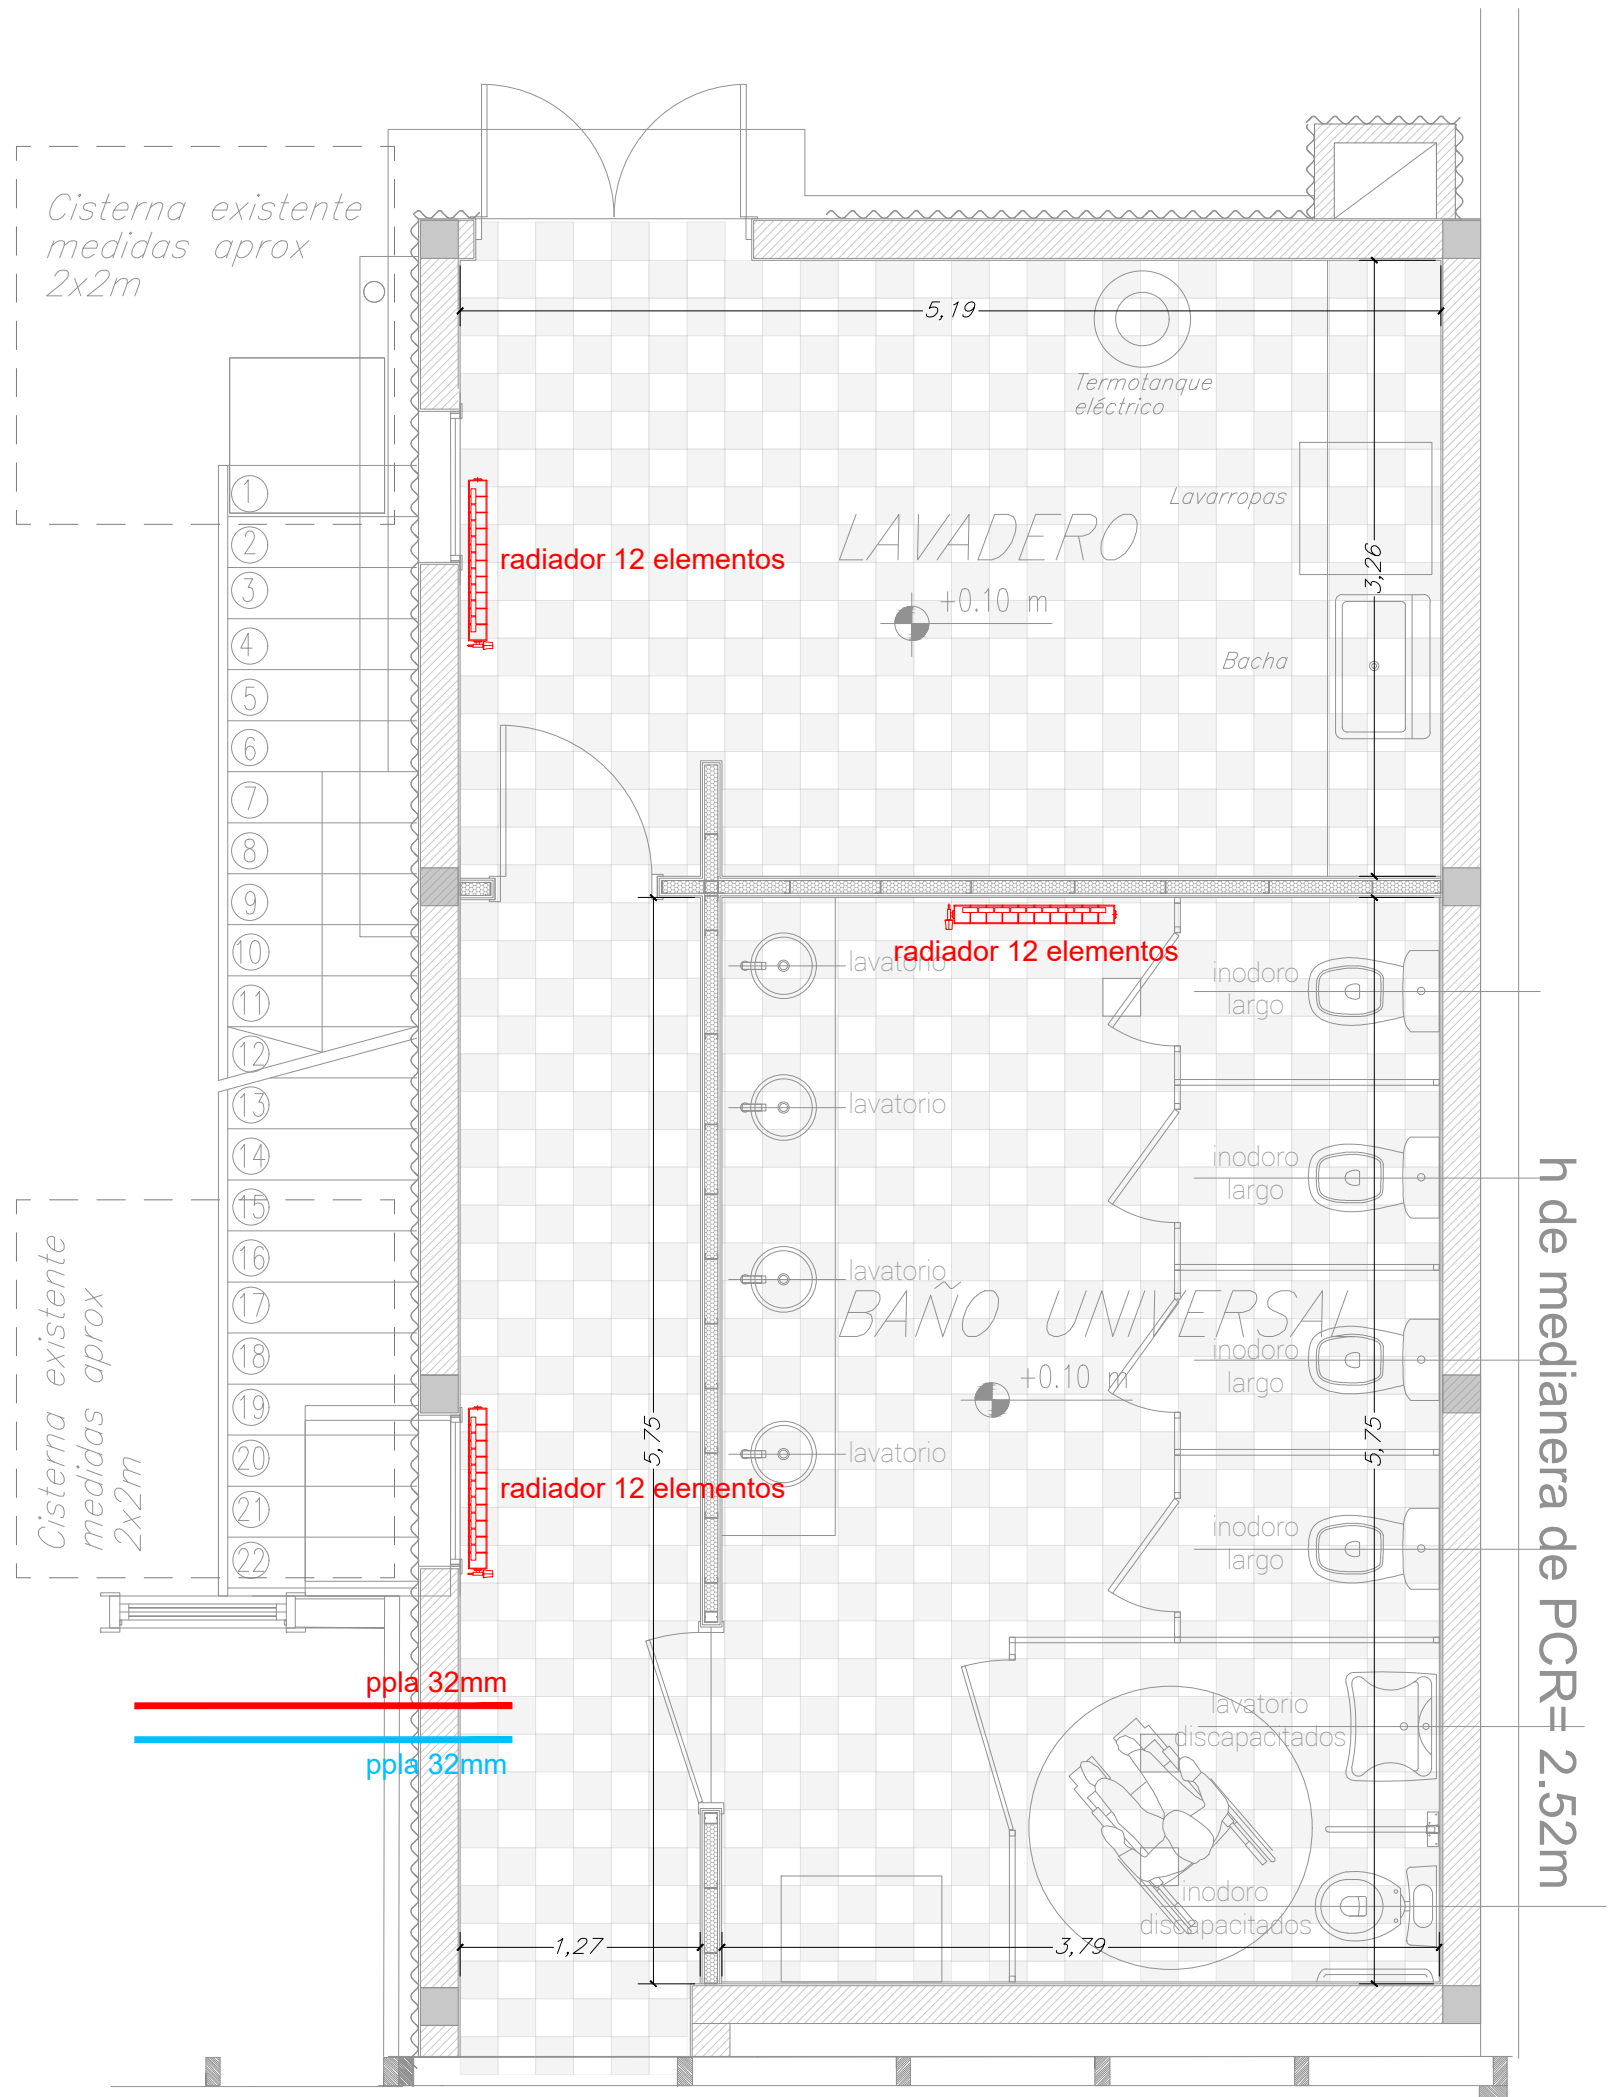 Cisterna existente
medidas aprox
2x2m
5,19
Termotanque
eléctrico
Lavarropas
LAVADERO
radiador 12 elementos
3,26
+0.10 m
Bacha
1
2
3
4
5
6
7
8
9
10
11
12
13
14
15
16
17
18
19
20
21
22
lavatorio
radiador 12 elementos
inodoro
largo
lavatorio
inodoro
largo
lavatorio
BAÑO UNIVERSAL
inodoro
largo
+0.10 m
Cisterna existente
medidas aprox
2x2m
5,75
5,75
lavatorio
radiador 12 elementos
inodoro
largo
h de medianera de PCR= 2.52m
ppla 32mm
ppla 32mm
lavatorio
discapacitados
inodoro
discapacitados
1,27
3,79